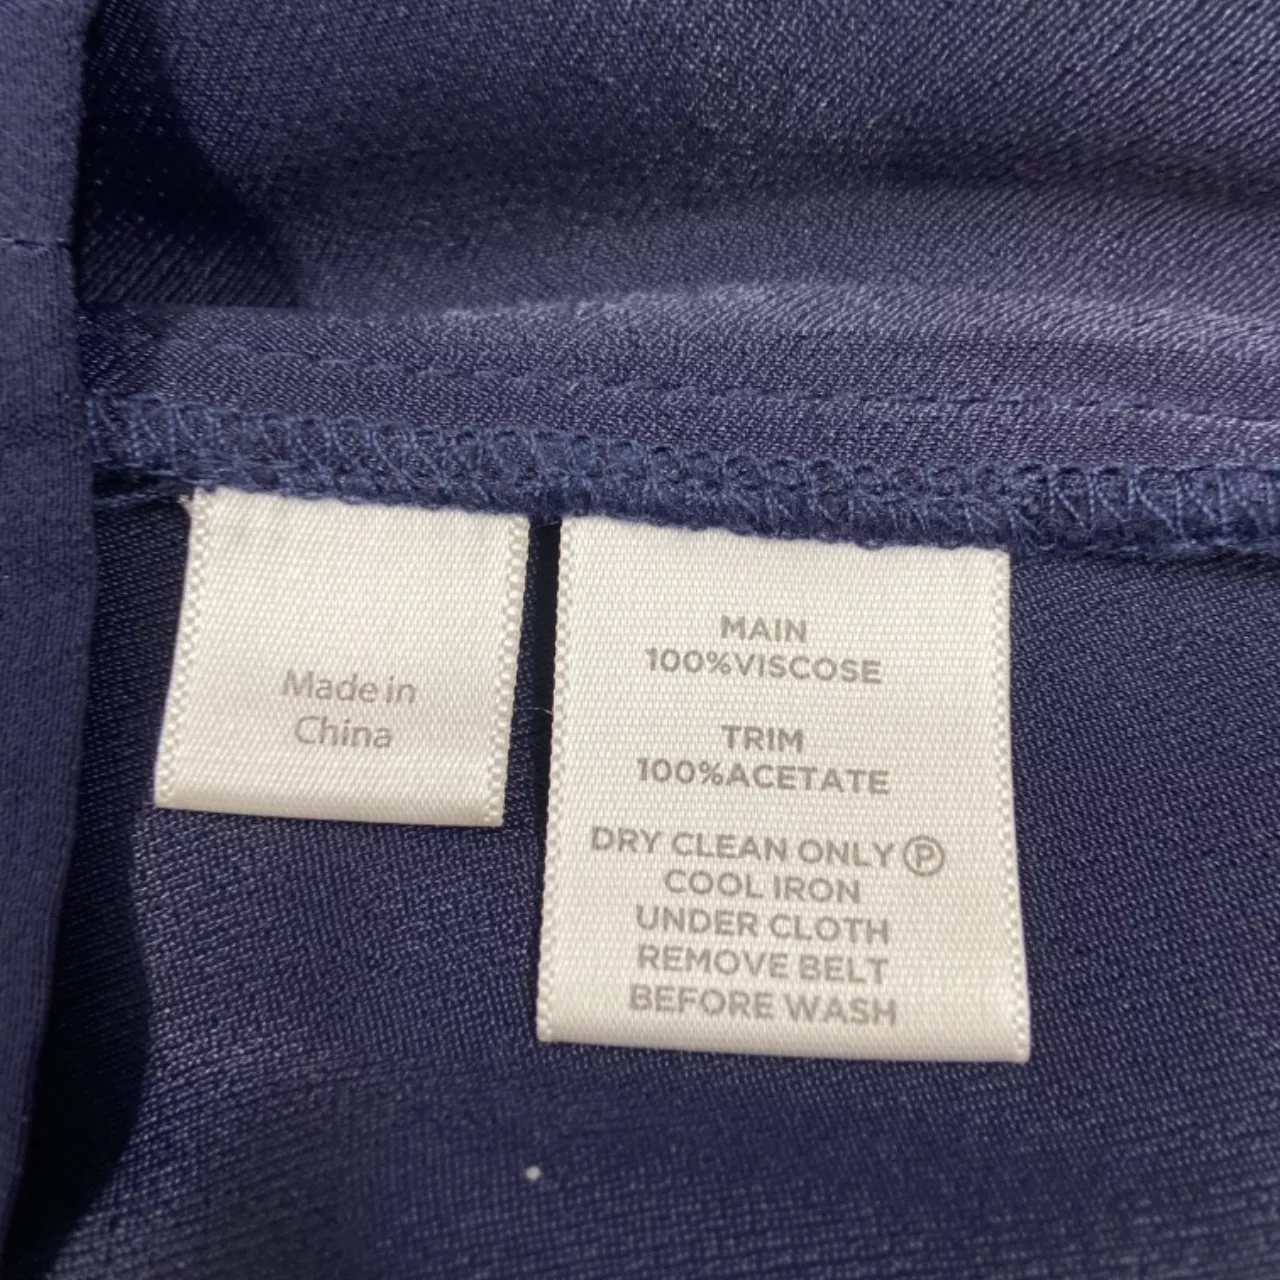 Made in
China
MAIN
100%VISCOSE
TRIM
100%ACETATE
DRY CLEAN ONLY Ⓟ
COOL IRON
UNDER CLOTH
REMOVE BELT
BEFORE WASH